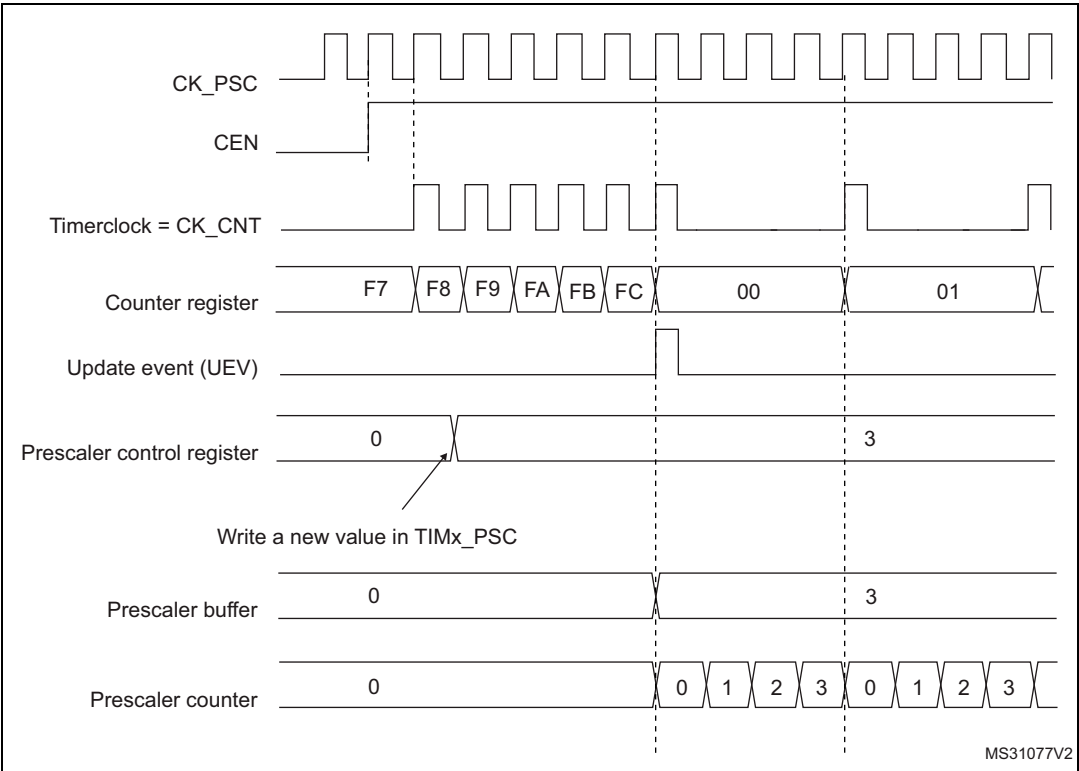 CK_PSC
CEN
Timerclock = CK_CNT
Counter register F7 F8 F9 FA FB FC 00 01
Update event (UEV)
Prescaler control register 0 3
Write a new value in TIMx_PSC
Prescaler buffer 0 3
Prescaler counter 0 0 1 2 3 0 1 2 3
MS31077V2